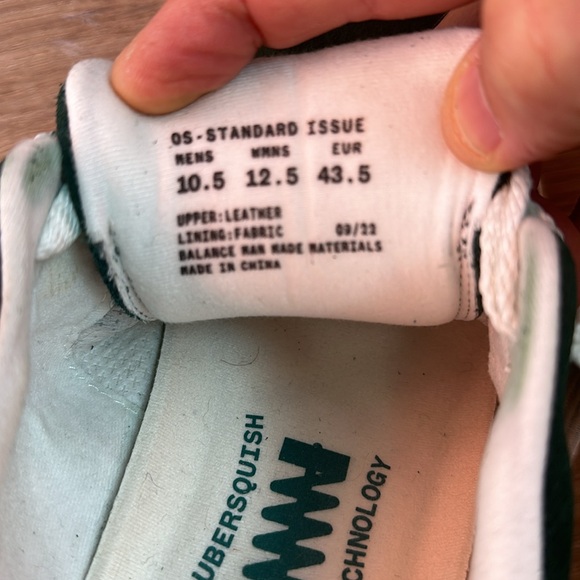 OS-STANDARD ISSUE
MENS WMNS EUR
10.5 12.5 43.5
UPPER:LEATHER
LINING:FABRIC 09/22
BALANCE MAN MADE MATERIALS
MADE IN CHINA
UBERSQUISH
CHNOLOGY